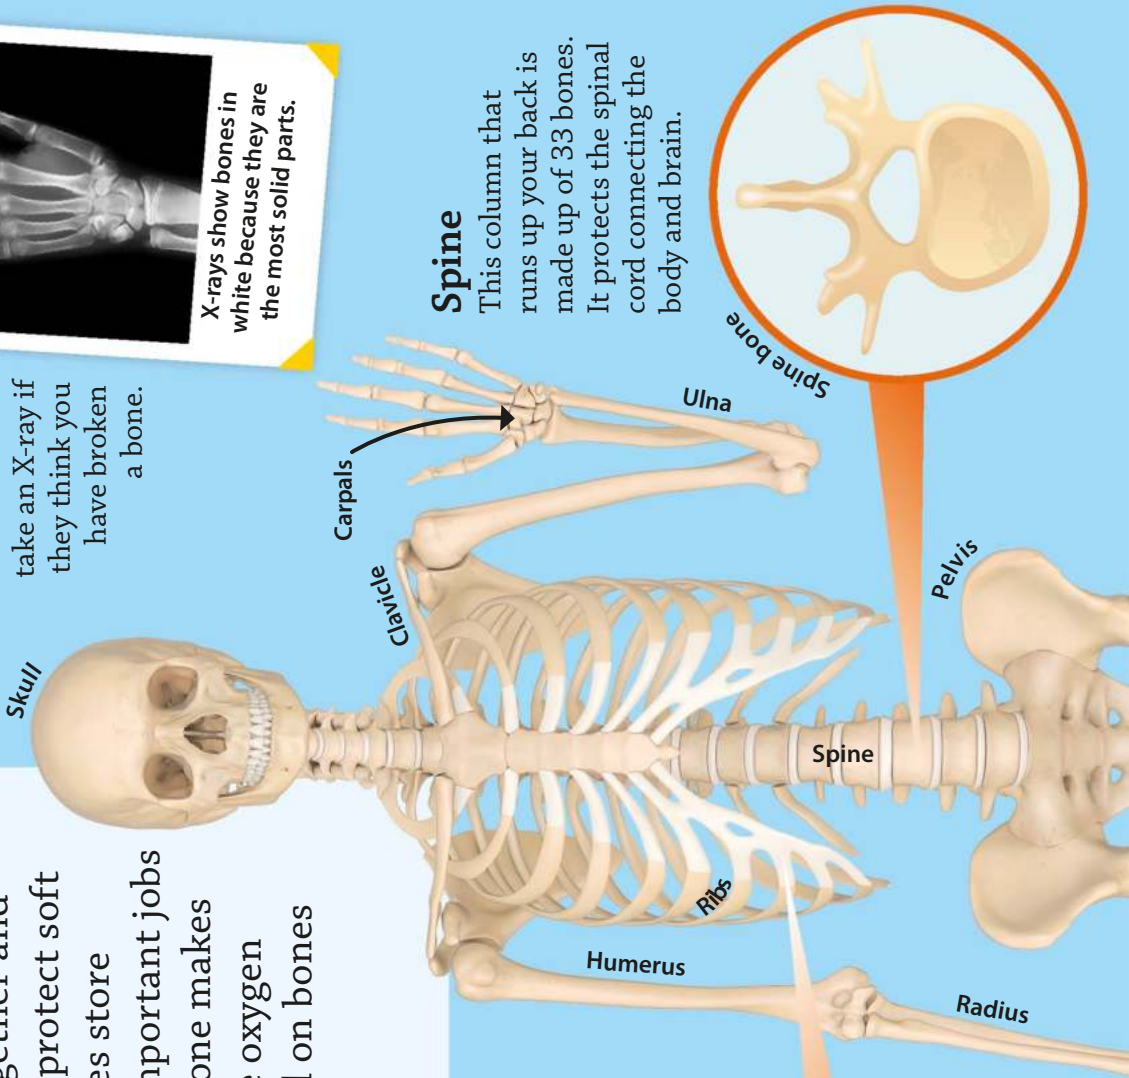 gether and
protect soft
es store
mportant jobs
one makes
e oxygen
l on bones
take an X-ray if
they think you
have broken
a bone.
X-rays show bones in
white because they are
the most solid parts.
Skull
Clavicle
Carpals
Spine
This column that
runs up your back is
made up of 33 bones.
It protects the spinal
cord connecting the
body and brain.
Ulna
Spine bone
Pelvis
Spine
Ribs
Humerus
Radius